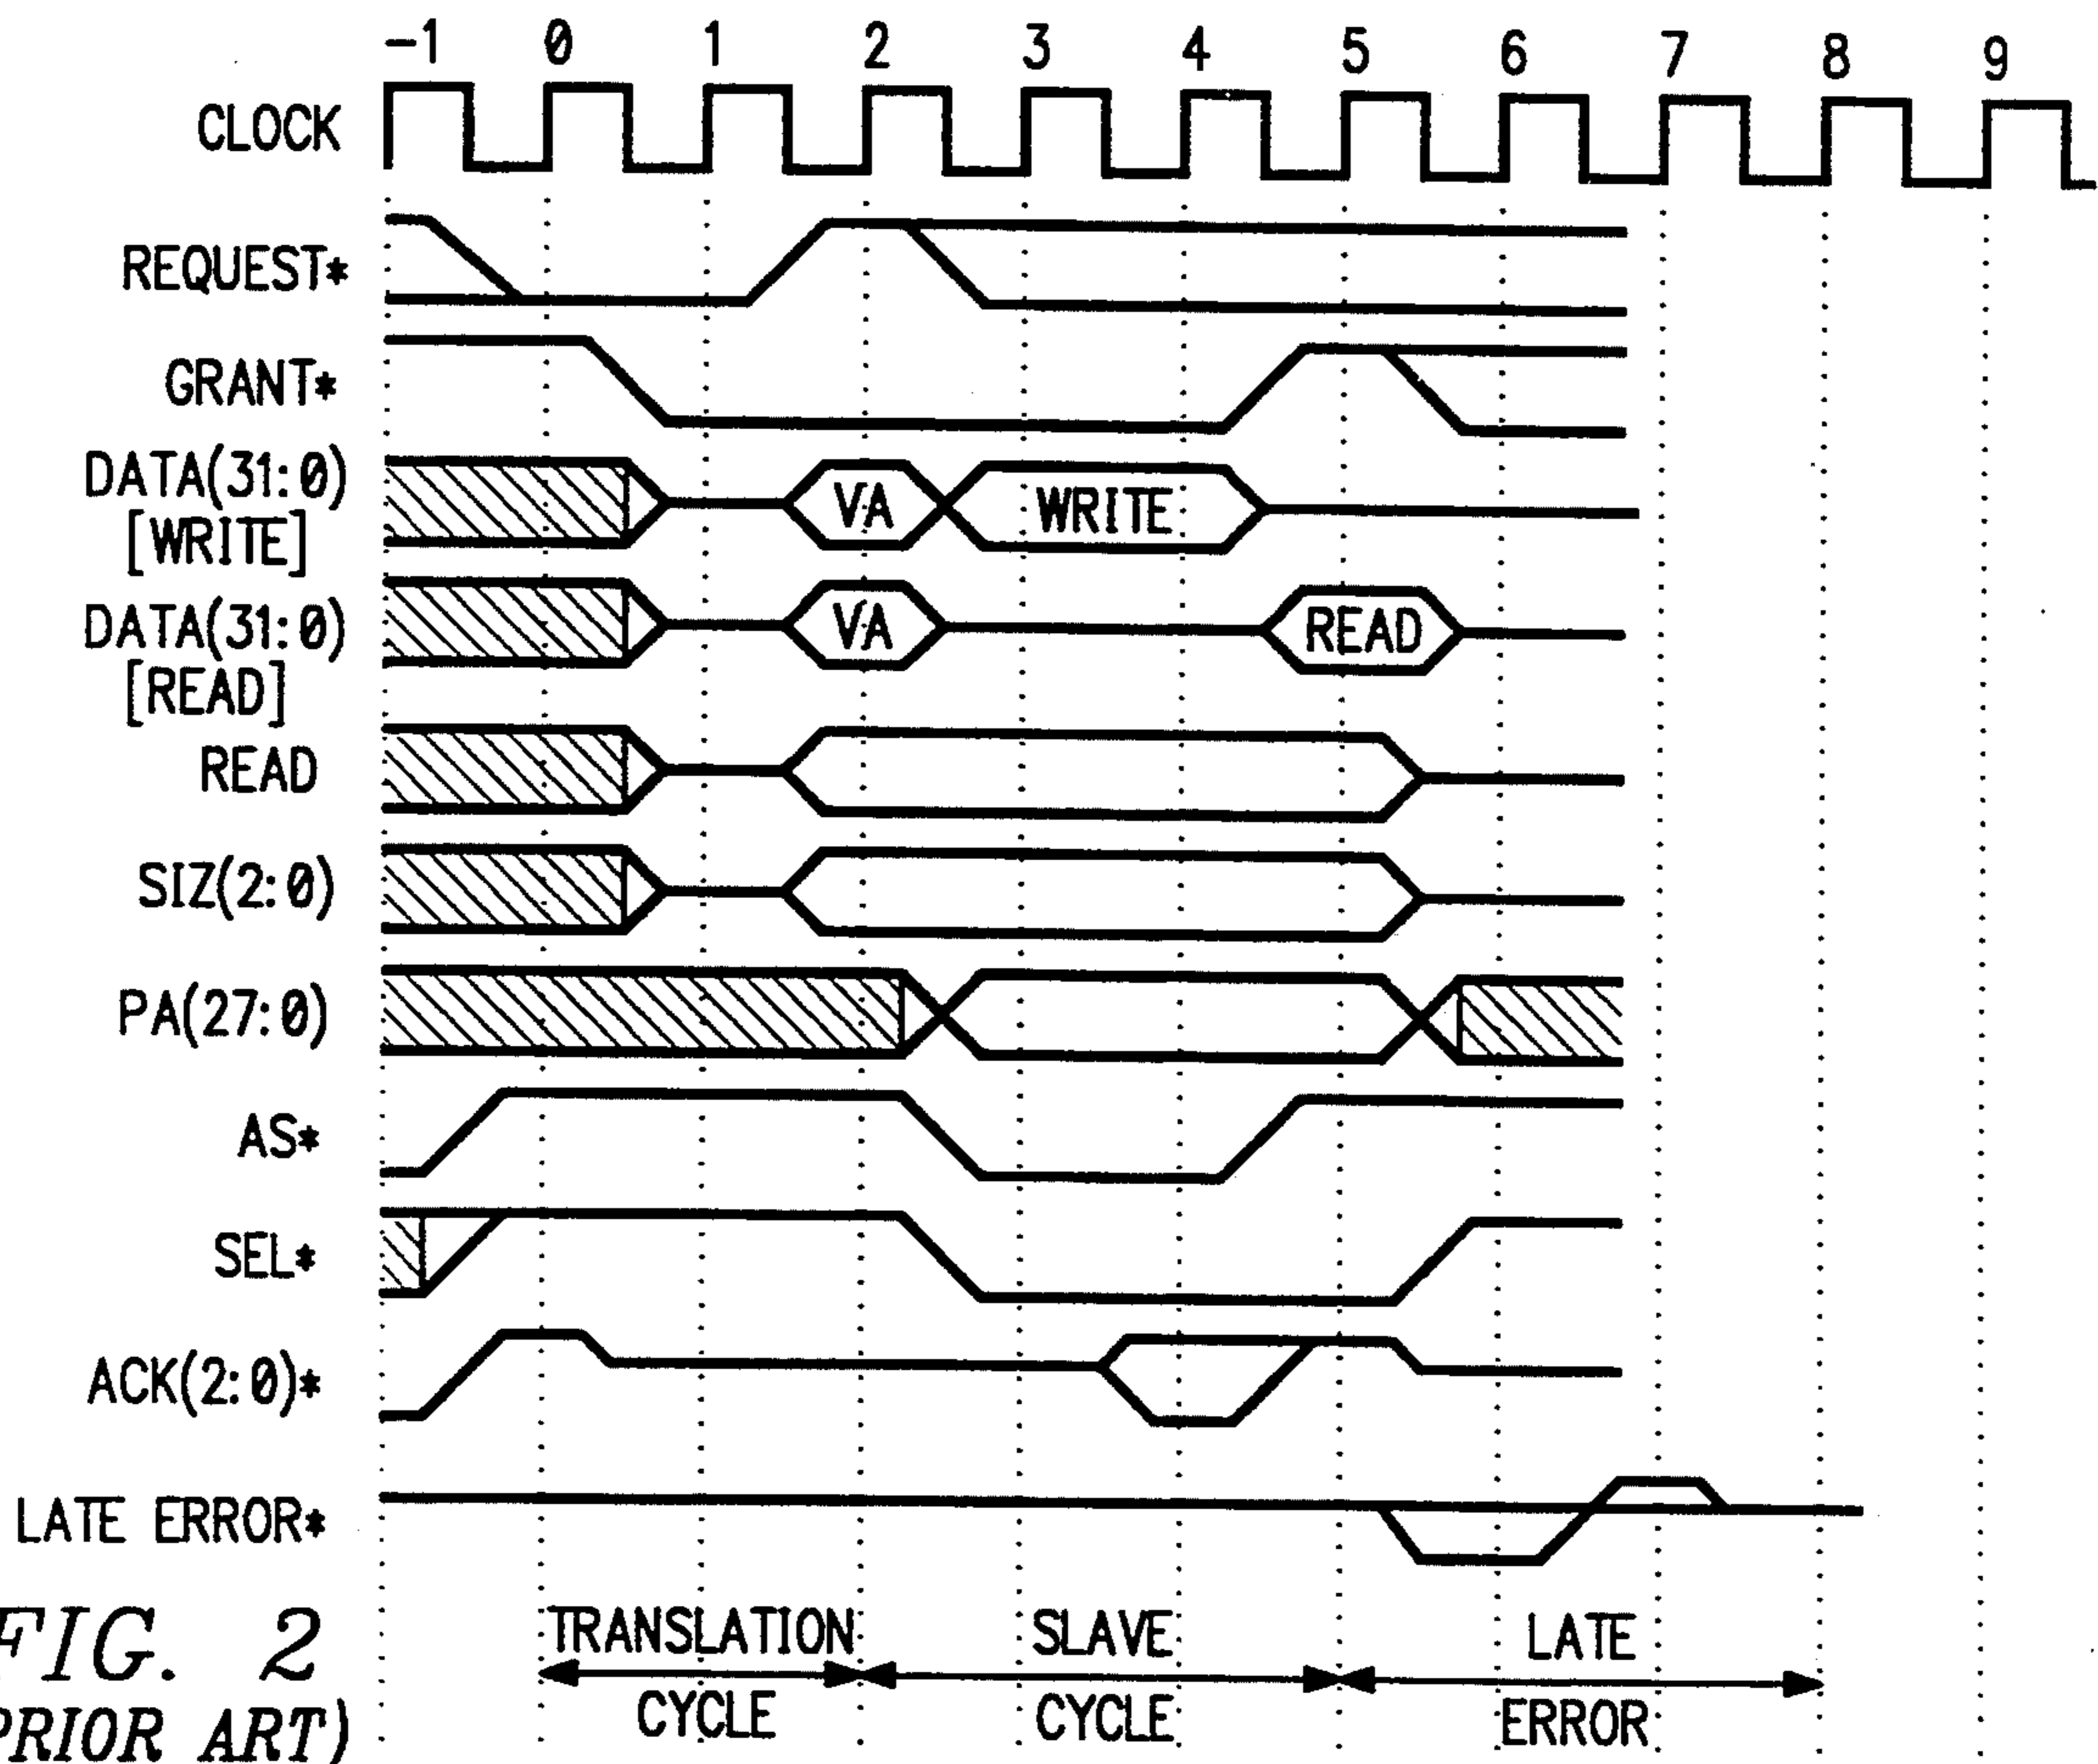 -1 0 1 2 3 4 5 6 7 8 9
CLOCK
REQUEST*
GRANT*
DATA(31:0)
[WRITE]
VA WRITE
DATA(31:0)
[READ]
VA READ
READ
SIZ(2:0)
PA(27:0)
AS*
SEL*
ACK(2:0)*
LATE ERROR*
TRANSLATION SLAVE LATE
CYCLE CYCLE ERROR
FIG. 2
PRIOR ART)